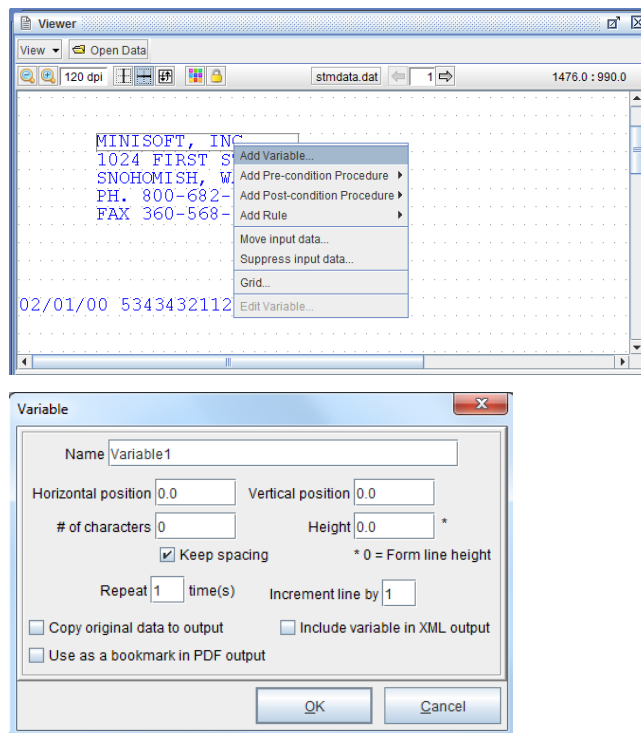 Viewer
View Open Data
120 dpi stmdata.dat 1 1476.0 : 990.0
MINISOFT, INC
1024 FIRST S
SNOHOMISH, W
PH. 800-682-
FAX 360-568-
Add Variable...
Add Pre-condition Procedure
Add Post-condition Procedure
Add Rule
Move input data...
Suppress input data...
Grid...
Edit Variable...
02/01/00 5343432112
Variable
Name Variable1
Horizontal position 0.0 Vertical position 0.0
# of characters 0 Height 0.0 *
Keep spacing * 0 = Form line height
Repeat 1 time(s) Increment line by 1
Copy original data to output Include variable in XML output
Use as a bookmark in PDF output
OK Cancel